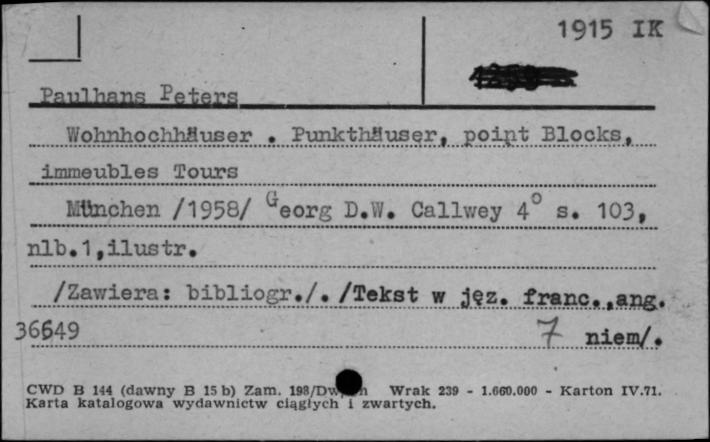 1915 IK
Paulhans Peters
Wohnhochhäuser . Punkthäuser, point Blocks,
immeubles Tours
München /1958/ Georg D.W. Callwey 4° s. 103,
nlb.1,ilustr.
/Zawiera: bibliogr./. /Tekst w jęz. franc.,ang.
36649 7 niem/.
CWD B 144 (dawny B 15 b) Zam. 198/Dw Wrak 239 - 1.660.000 - Karton IV.71.
Karta katalogowa wydawnictw ciągłych i zwartych.